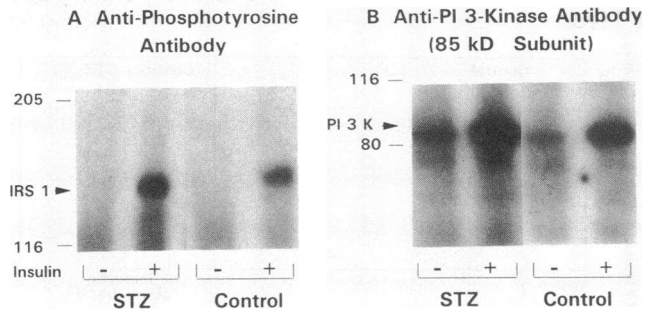 A Anti-Phosphotyrosine
Antibody
205
IRS 1
116
Insulin - + - +
STZ Control
B Anti-PI 3-Kinase Antibody
(85 kD Subunit)
116
PI 3 K
80
- + - +
STZ Control